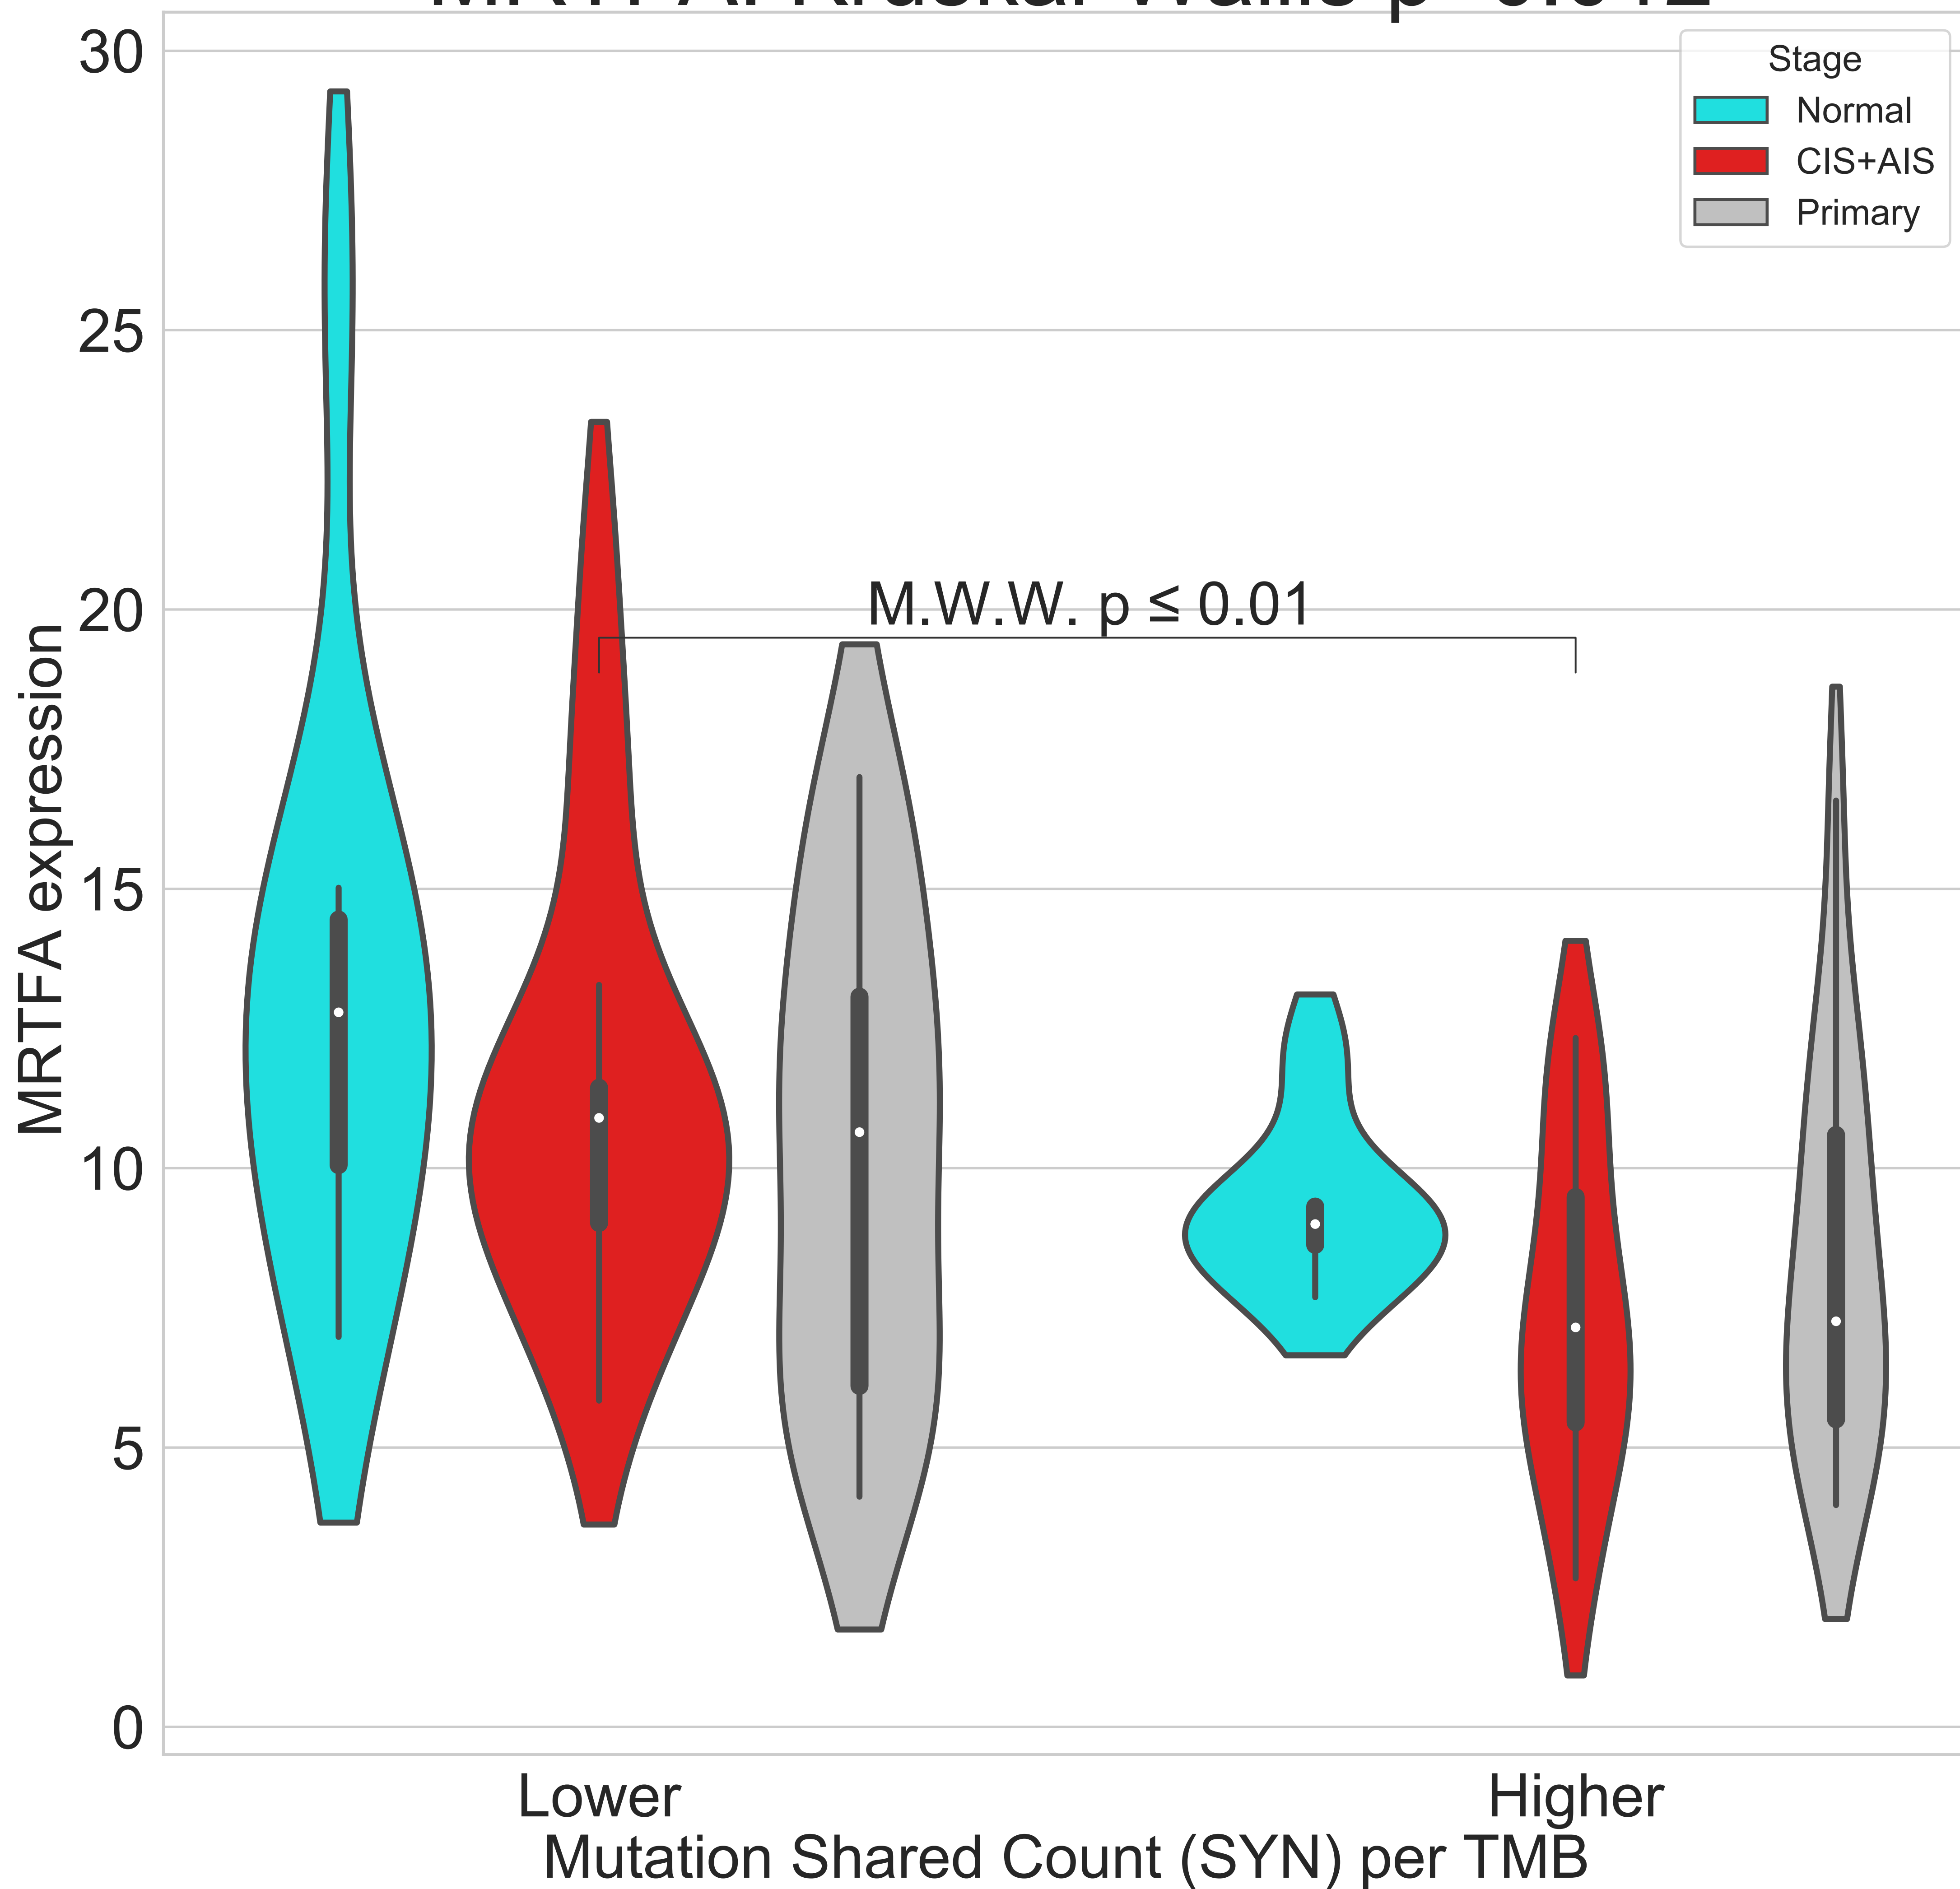 30
25
20
15
10
5
0
MRTFA expression
Stage
Normal
CIS+AIS
Primary
M.W.W. p ≤ 0.01
Lower
Higher
Mutation Shared Count (SYN) per TMB